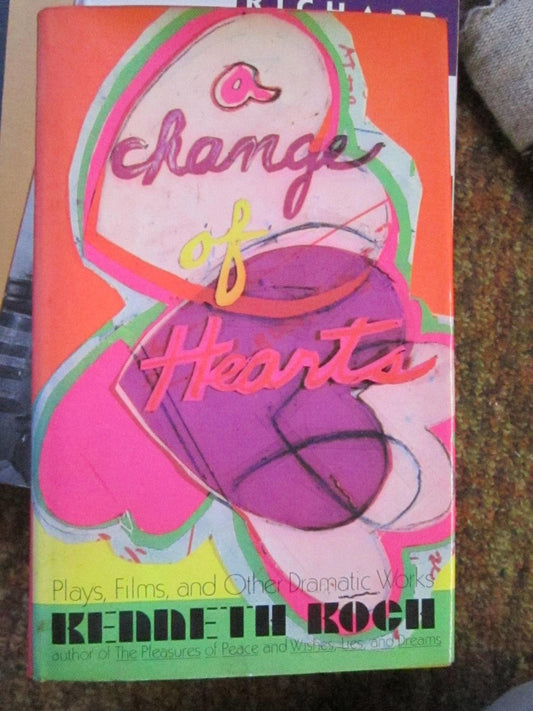 RICHARD
a
change
of
Hearts
Plays, Films, and Other Dramatic Works
KENNETH KOCH
author of The Pleasures of Peace and Wishes, Lies, and Dreams